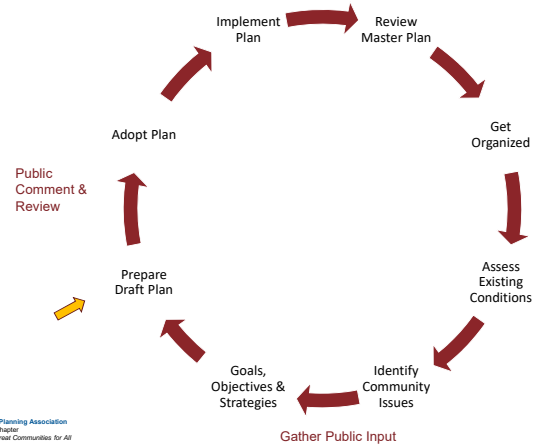 Implement
Plan
Review
Master Plan
Get
Organized
Assess
Existing
Conditions
Identify
Community
Issues
Gather Public Input
Goals,
Objectives &
Strategies
Prepare
Draft Plan
Public
Comment &
Review
Adopt Plan
Planning Association
hapter
reat Communities for All